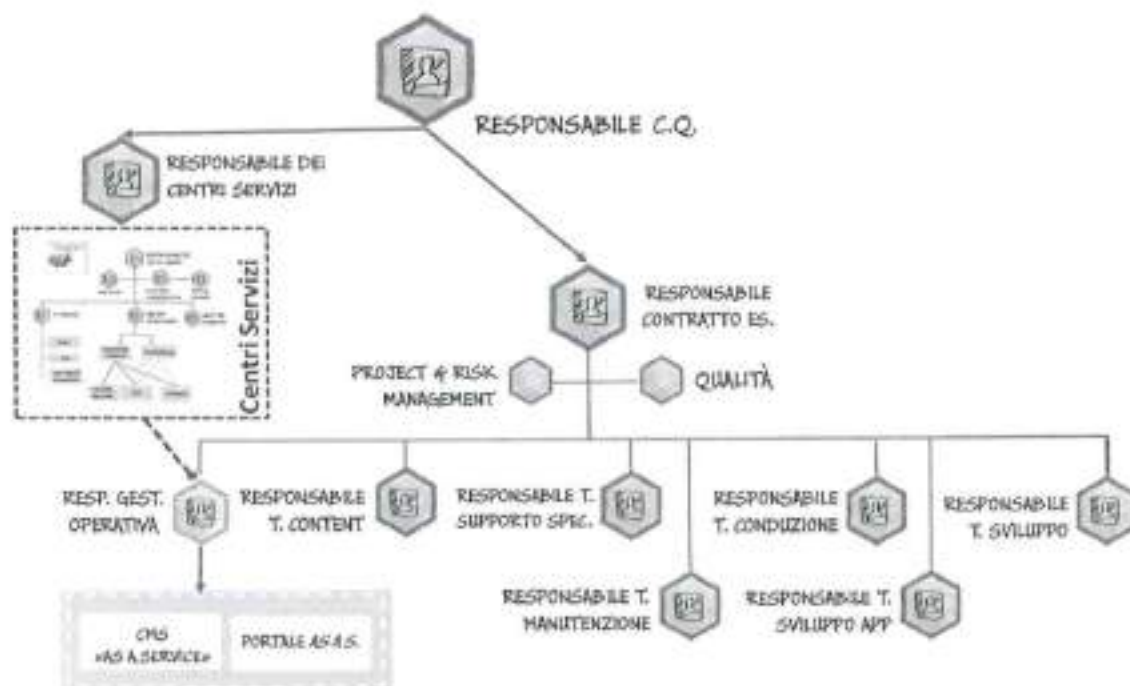 RESPONSABILE C.Q.
RESPONSABILE DEI
CENTRI SERVIZI
Centri Servizi
RESPONSABILE
CONTRATTO ES.
PROJECT & RISK
MANAGEMENT
QUALITÀ
RESP. GEST.
OPERATIVA
RESPONSABILE
T. CONTENT
RESPONSABILE T.
SUPPORTO SPEC.
RESPONSABILE
T. CONDUZIONE
RESPONSABILE
T. SVILUPPO
RESPONSABILE T.
MANUTENZIONE
RESPONSABILE T.
SVILUPPO APP
CMS
«AS A SERVICE»
PORTALE A.S.A.S.